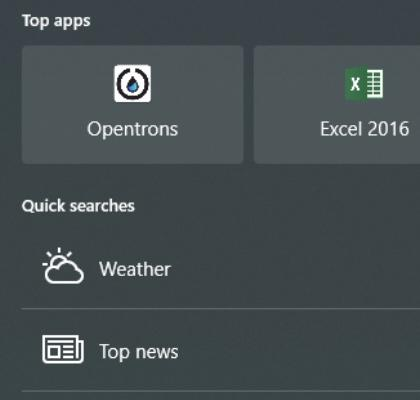 Top apps
Opentrons
Excel 2016
Quick searches
Weather
Top news